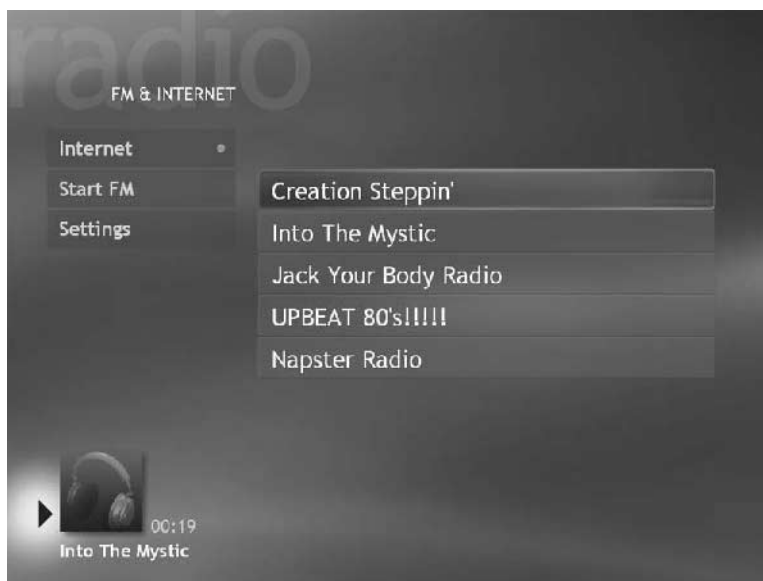 radio
FM & INTERNET
Internet
Start FM
Settings
Creation Steppin'
Into The Mystic
Jack Your Body Radio
UPBEAT 80's!!!!!
Napster Radio
00:19
Into The Mystic